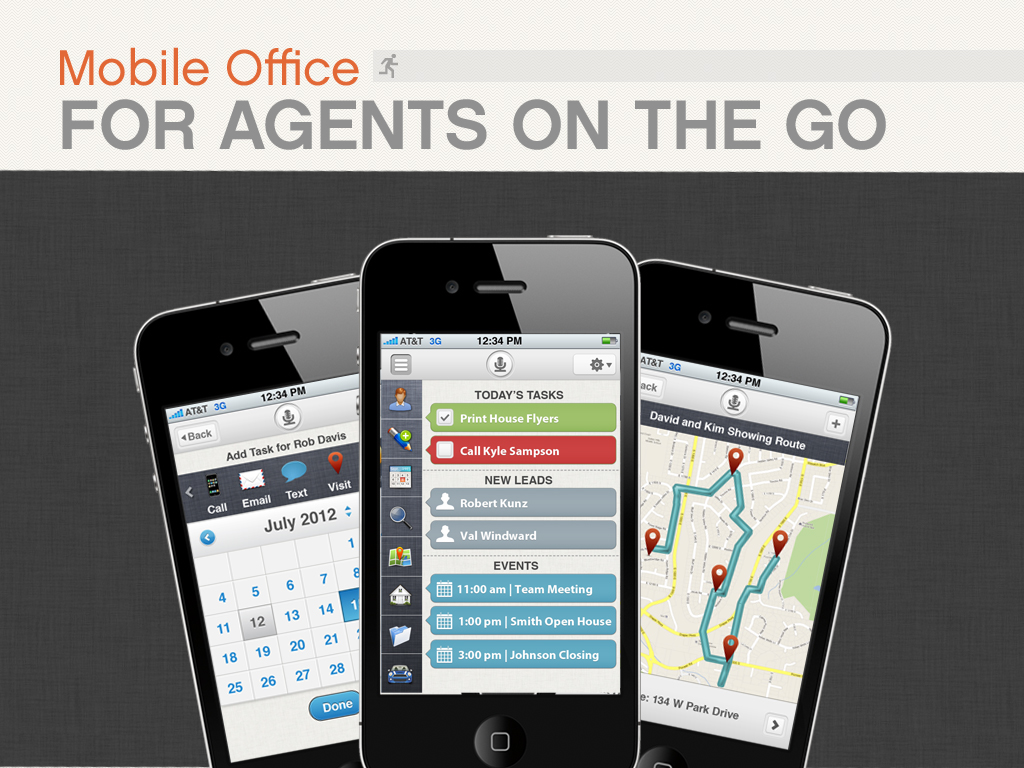 Mobile Office
FOR AGENTS ON THE GO
AT&T 3G 12:34 PM
Back
Add Task for Rob Davis
Call Email Text Visit
July 2012
1
4 5 6 7 8
11 12 13 14
18 19 20 21
25 26 27 28
Done
AT&T 3G 12:34 PM
TODAY'S TASKS
Print House Flyers
Call Kyle Sampson
NEW LEADS
Robert Kunz
Val Windward
EVENTS
11:00 am | Team Meeting
1:00 pm | Smith Open House
3:00 pm | Johnson Closing
AT&T 3G 12:34 PM
ack
+
David and Kim Showing Route
e: 134 W Park Drive